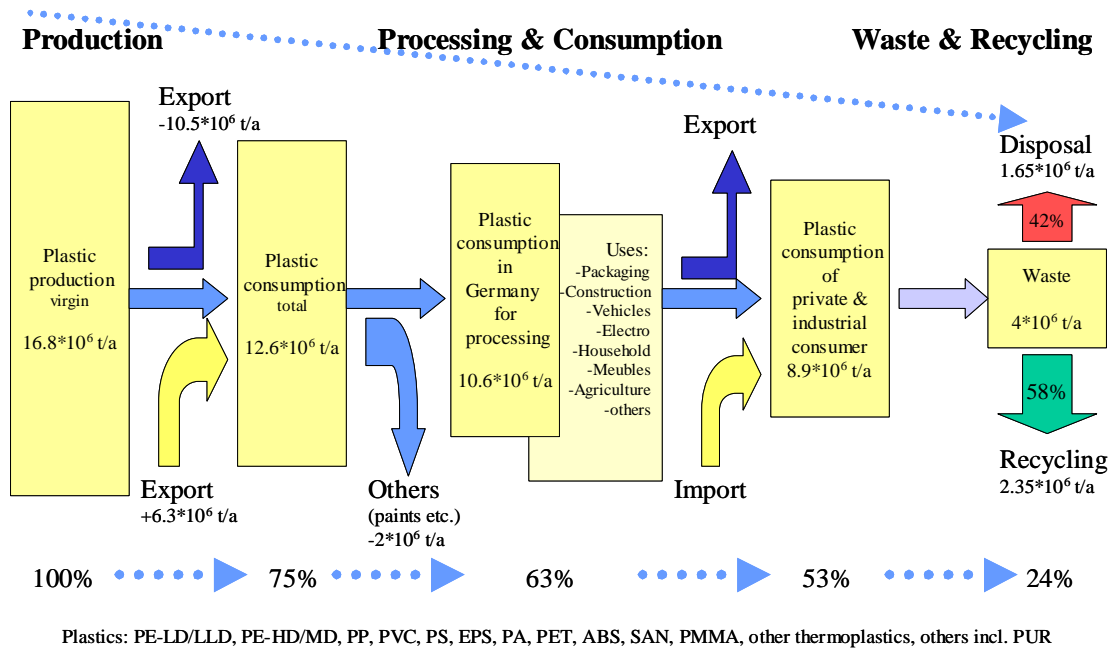 Production
Processing & Consumption
Waste & Recycling
Export
-10.5*10⁶ t/a
Plastic
production
virgin
16.8*10⁶ t/a
Export
+6.3*10⁶ t/a
Plastic
consumption
total
12.6*10⁶ t/a
Others
(paints etc.)
-2*10⁶ t/a
Plastic
consumption
in
Germany
for
processing
10.6*10⁶ t/a
Uses:
-Packaging
-Construction
-Vehicles
-Electro
-Household
-Meubles
-Agriculture
-others
Export
Import
Plastic
consumption
of
private &
industrial
consumer
8.9*10⁶ t/a
Disposal
1.65*10⁶ t/a
42%
Waste
4*10⁶ t/a
58%
Recycling
2.35*10⁶ t/a
100%
75%
63%
53%
24%
Plastics: PE-LD/LLD, PE-HD/MD, PP, PVC, PS, EPS, PA, PET, ABS, SAN, PMMA, other thermoplastics, others incl. PUR